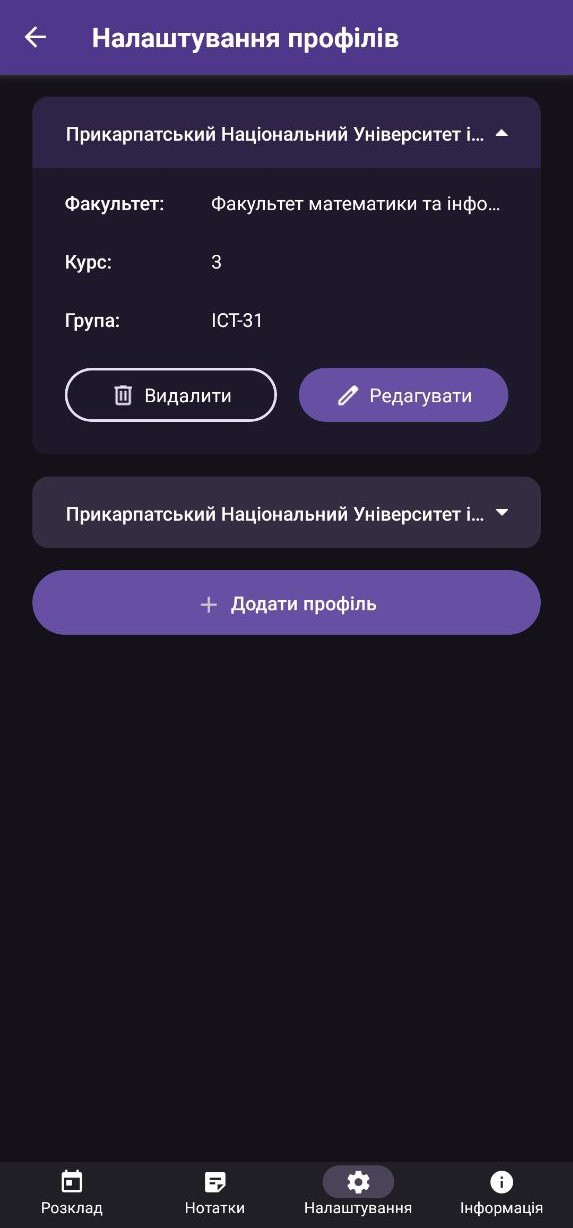 Налаштування профілів
Прикарпатський Національний Університет і...
Факультет: Факультет математики та інфо...
Курс: 3
Група: ІСТ-31
Видалити Редагувати
Прикарпатський Національний Університет і...
Додати профіль
Розклад Нотатки Налаштування Інформація